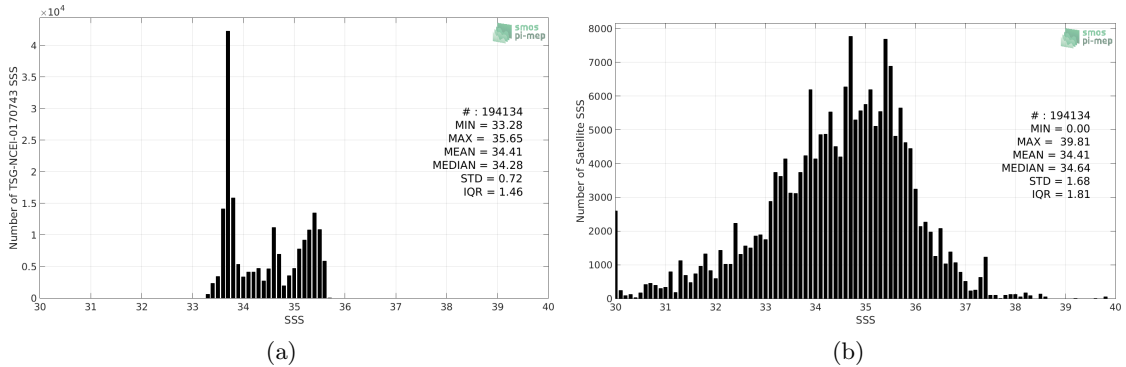 ×10⁴
smos
pi-mep
Number of TSG-NCEI-0170743 SSS
4
3.5
3
2.5
2
1.5
1
0.5
0
# : 194134
MIN = 33.28
MAX = 35.65
MEAN = 34.41
MEDIAN = 34.28
STD = 0.72
IQR = 1.46
30 31 32 33 34 35 36 37 38 39 40
SSS
(a)
smos
pi-mep
Number of Satellite SSS
8000
7000
6000
5000
4000
3000
2000
1000
0
# : 194134
MIN = 0.00
MAX = 39.81
MEAN = 34.41
MEDIAN = 34.64
STD = 1.68
IQR = 1.81
30 31 32 33 34 35 36 37 38 39 40
SSS
(b)